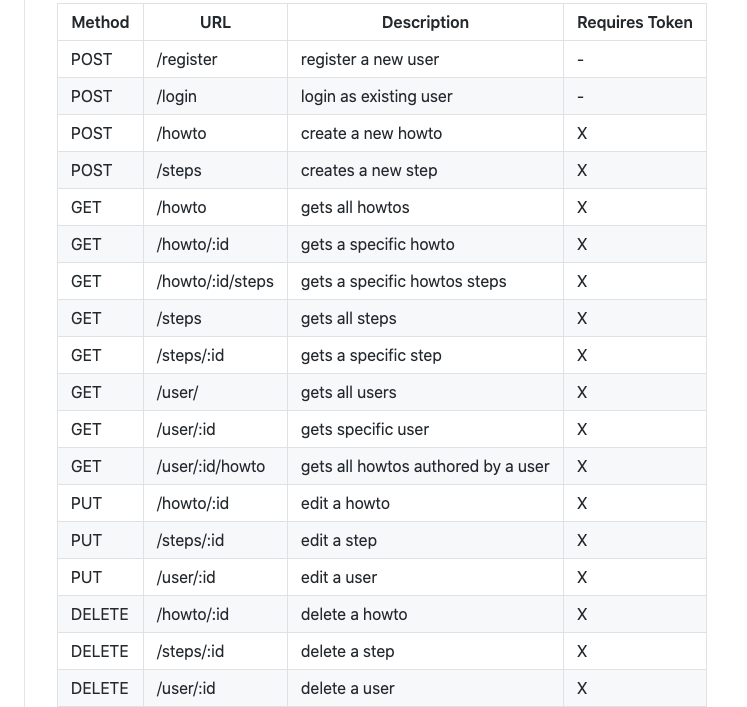 Method URL Description Requires Token
POST /register register a new user -
POST /login login as existing user -
POST /howto create a new howto X
POST /steps creates a new step X
GET /howto gets all howtos X
GET /howto/:id gets a specific howto X
GET /howto/:id/steps gets a specific howtos steps X
GET /steps gets all steps X
GET /steps/:id gets a specific step X
GET /user/ gets all users X
GET /user/:id gets specific user X
GET /user/:id/howto gets all howtos authored by a user X
PUT /howto/:id edit a howto X
PUT /steps/:id edit a step X
PUT /user/:id edit a user X
DELETE /howto/:id delete a howto X
DELETE /steps/:id delete a step X
DELETE /user/:id delete a user X